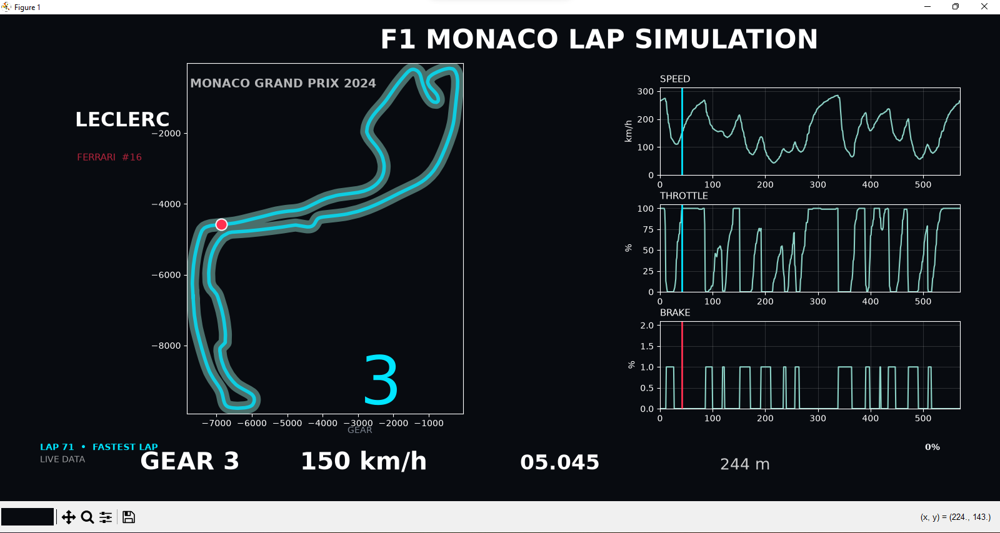 Figure 1
F1 MONACO LAP SIMULATION
MONACO GRAND PRIX 2024
LECLERC
FERRARI  #16
−2000
−4000
−6000
−8000
−7000 −6000 −5000 −4000 −3000 −2000 −1000
3
GEAR
SPEED
km/h
300
200
100
0
0 100 200 300 400 500
THROTTLE
%
100
75
50
25
0
0 100 200 300 400 500
BRAKE
%
2.0
1.5
1.0
0.5
0.0
0 100 200 300 400 500
LAP 71 • FASTEST LAP
LIVE DATA
GEAR 3
150 km/h
05.045
244 m
0%
(x, y) = (224., 143.)